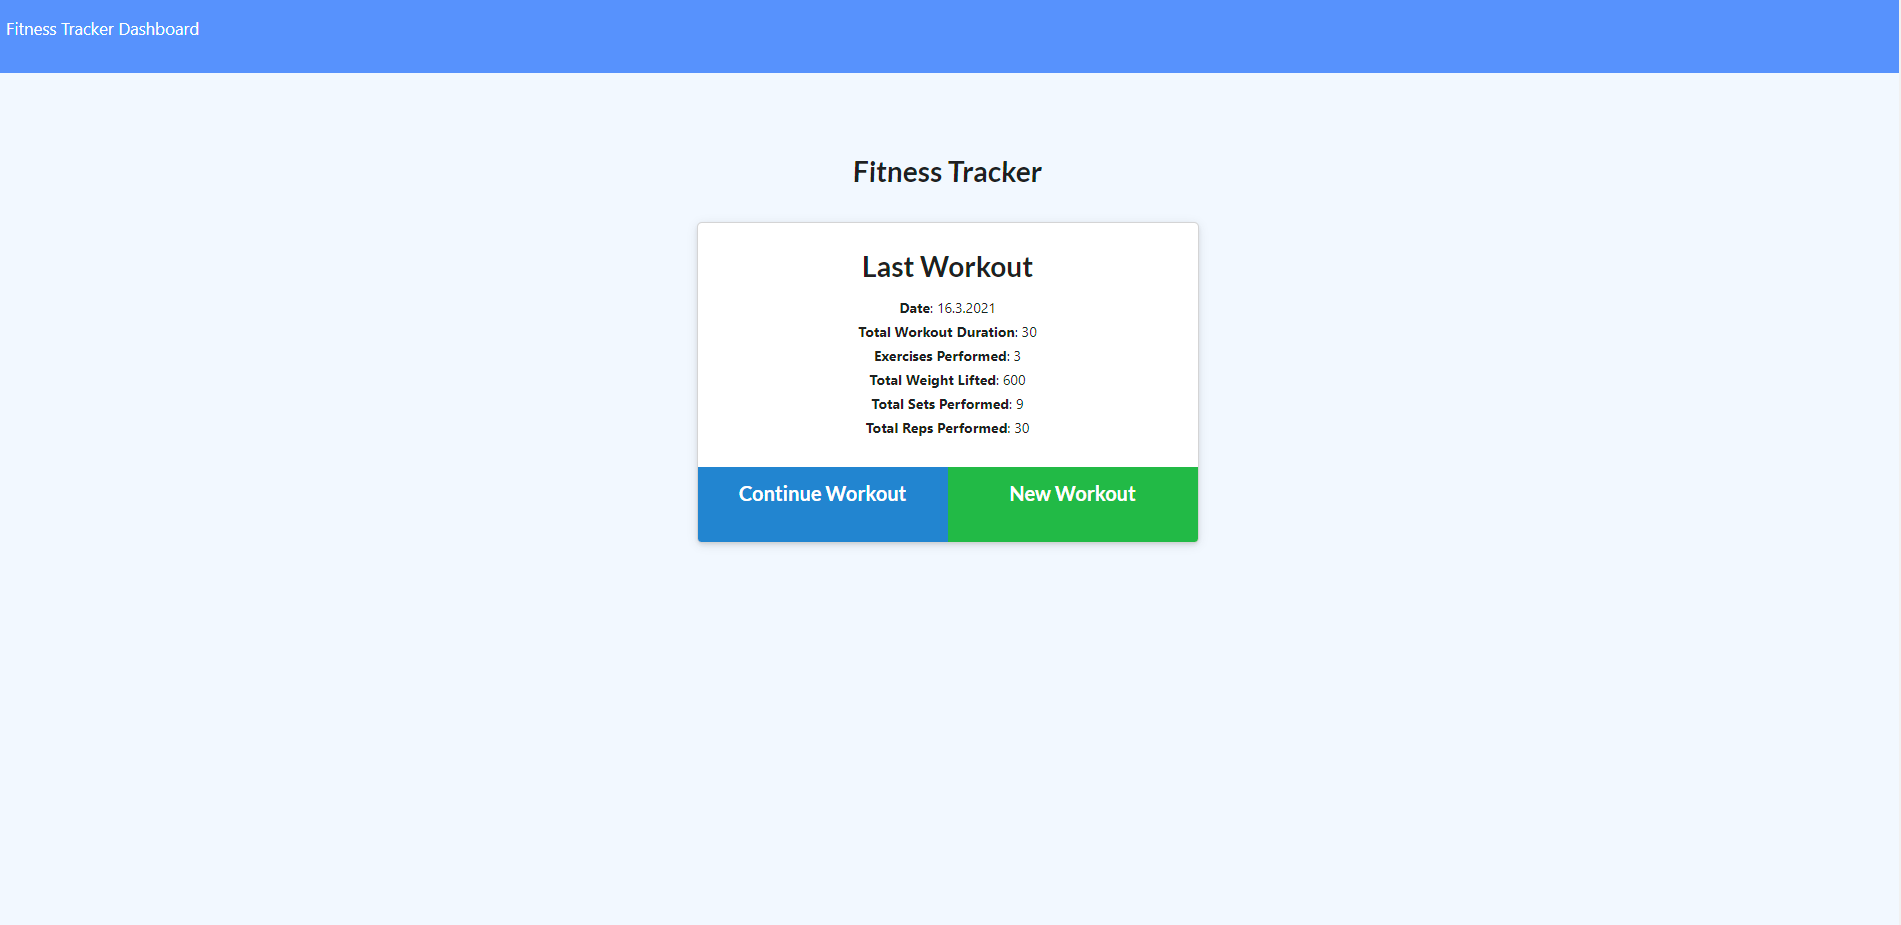 Fitness Tracker Dashboard
Fitness Tracker
Last Workout
Date: 16.3.2021
Total Workout Duration: 30
Exercises Performed: 3
Total Weight Lifted: 600
Total Sets Performed: 9
Total Reps Performed: 30
Continue Workout New Workout